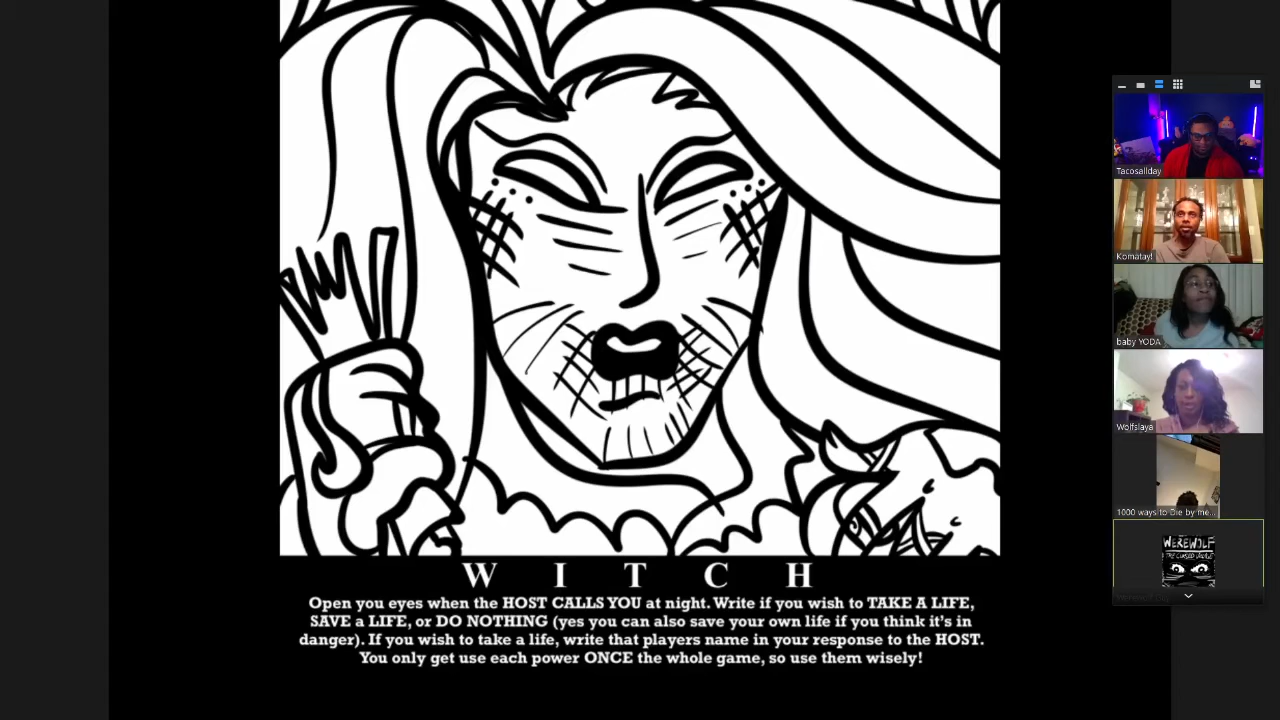 WITCH
Open you eyes when the HOST CALLS YOU at night. Write if you wish to TAKE A LIFE,
SAVE a LIFE, or DO NOTHING (yes you can also save your own life if you think it's in
danger). If you wish to take a life, write that players name in your response to the HOST.
You only get use each power ONCE the whole game, so use them wisely!
Tacosallday
Komatay!
baby YODA
Wolfslaya
1000 ways to Die by me...
WEREWOLF
THE CURSED VILLAGE